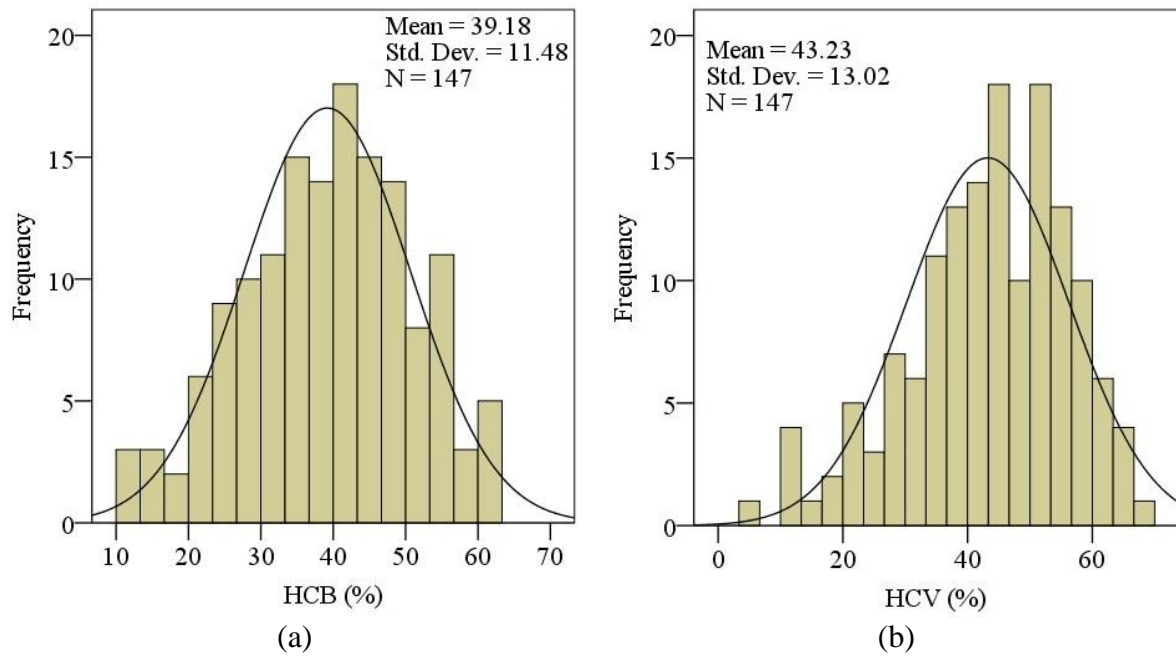 Mean = 39.18
Std. Dev. = 11.48
N = 147
20
15
10
5
0
Frequency
10 20 30 40 50 60 70
HCB (%)
(a)
Mean = 43.23
Std. Dev. = 13.02
N = 147
20
15
10
5
0
Frequency
0 20 40 60
HCV (%)
(b)